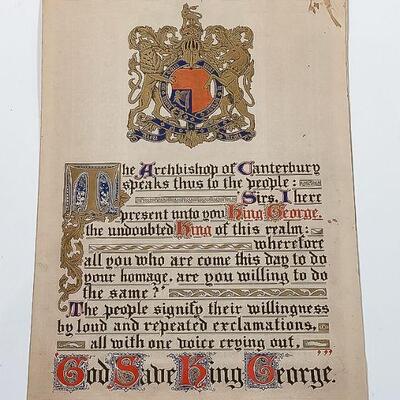 The Archbishop of Canterbury
speaks thus to the people:
Sirs, I here
present unto you King George,
the undoubted King of this realm:
wherefore
all you who are come this day to do
your homage, are you willing to do
the same?"
The people signify their willingness
by loud and repeated exclamations,
all with one voice crying out,
"God Save King George."